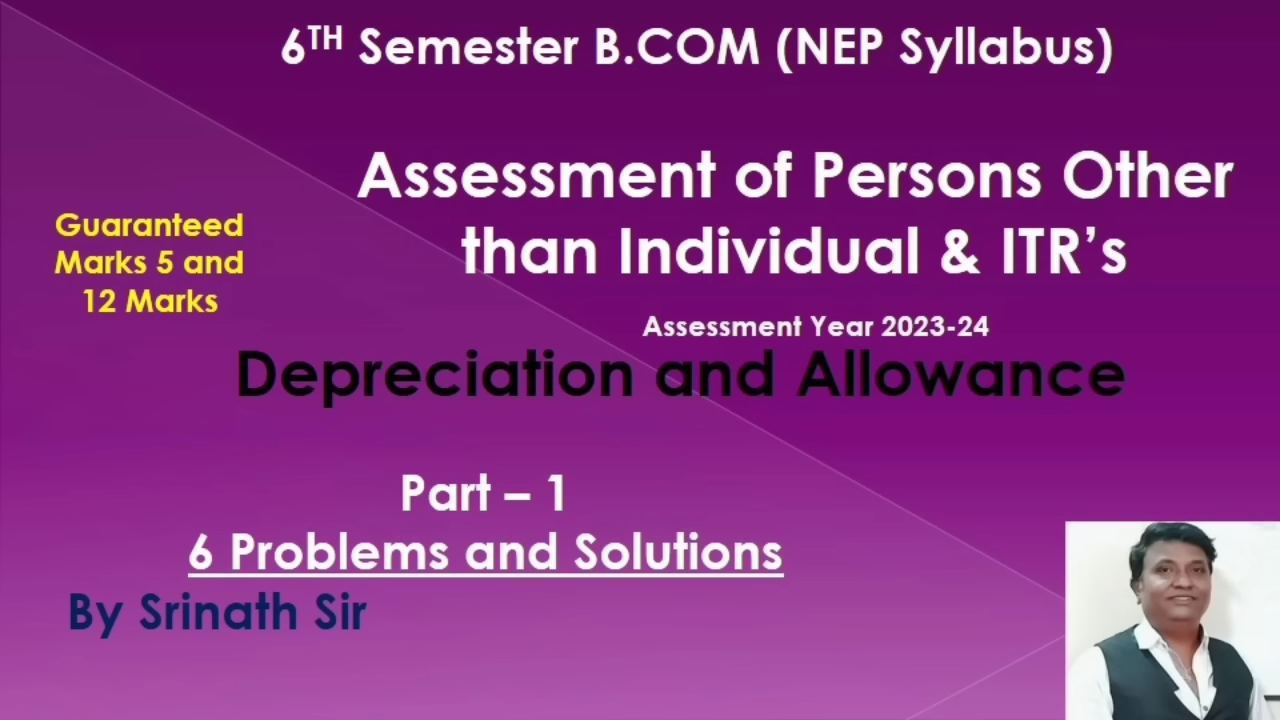 6TH Semester B.COM (NEP Syllabus)
Assessment of Persons Other
than Individual & ITR’s
Guaranteed
Marks 5 and
12 Marks
Assessment Year 2023-24
Depreciation and Allowance
Part – 1
6 Problems and Solutions
By Srinath Sir